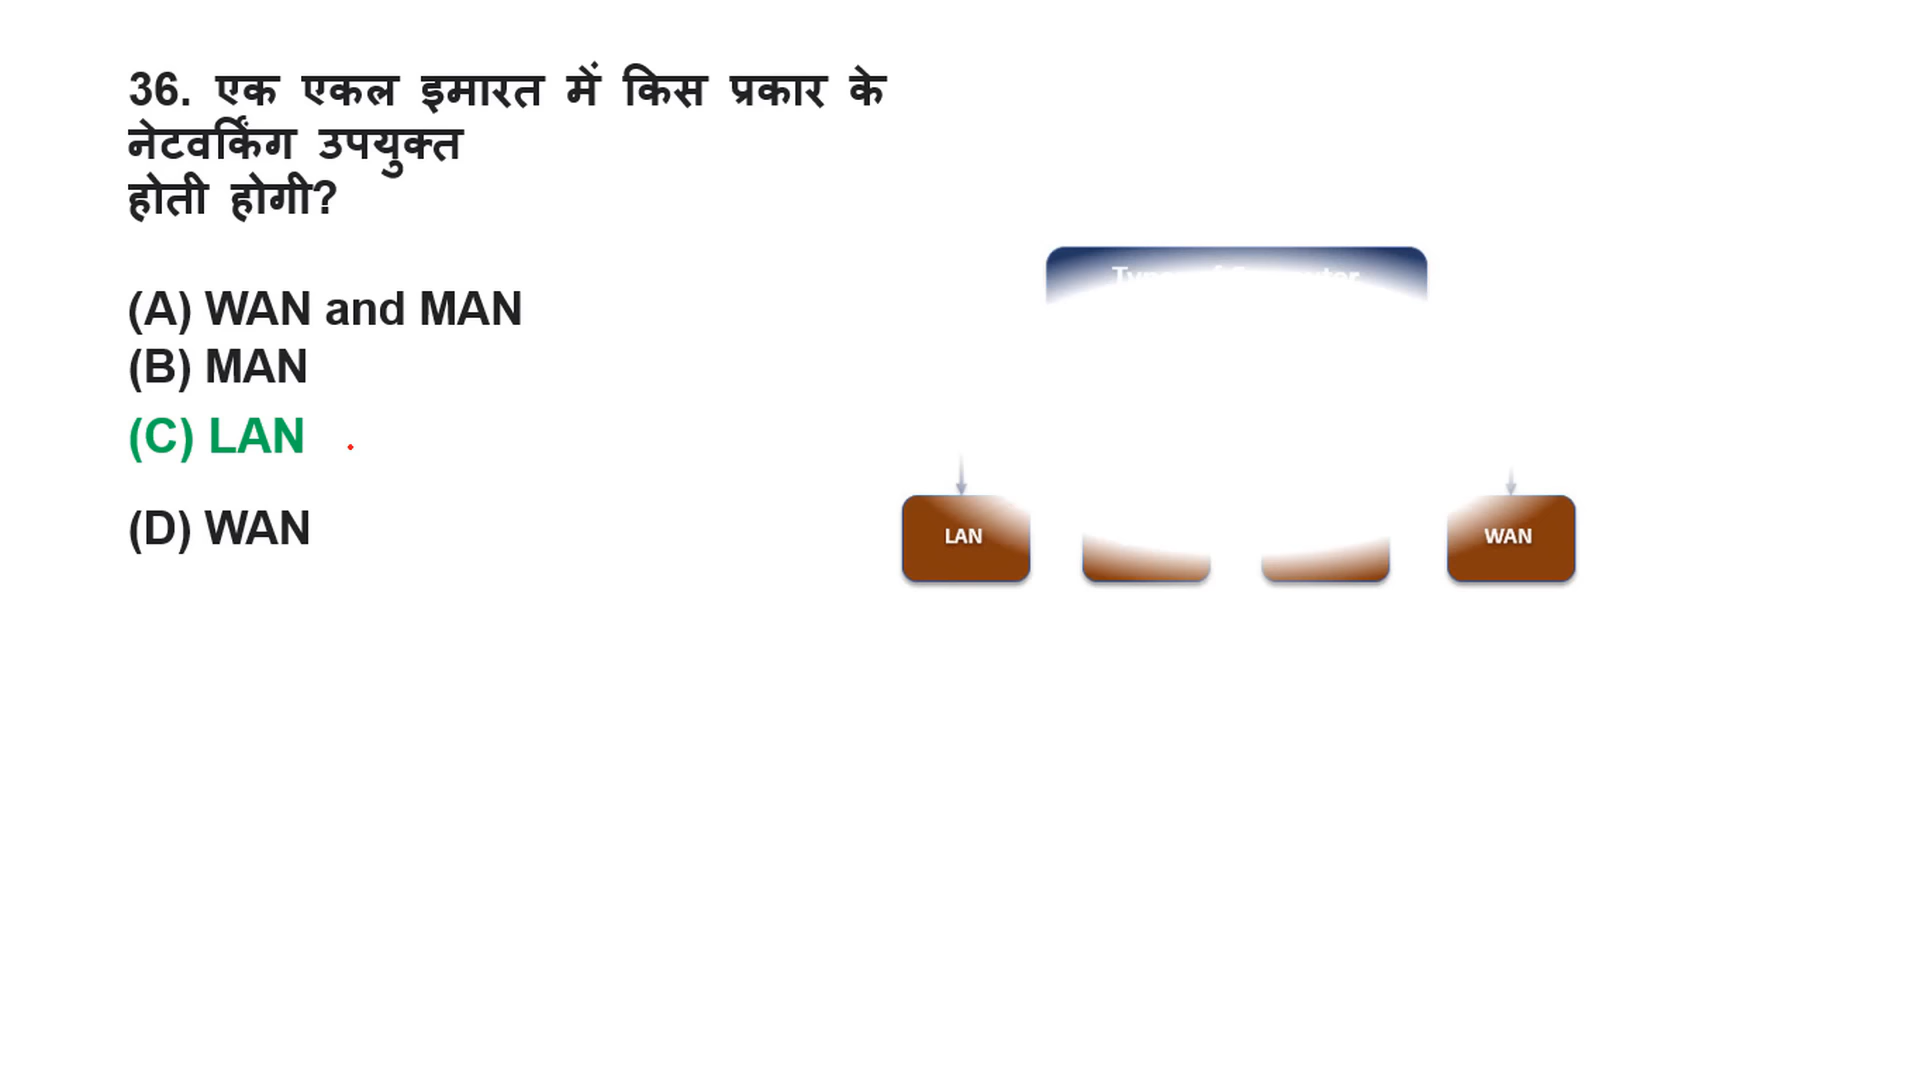 36. एक एकल इमारत में किस प्रकार के
नेटवर्किंग उपयुक्त
होती होगी?
(A) WAN and MAN
(B) MAN
(C) LAN
(D) WAN
LAN
WAN